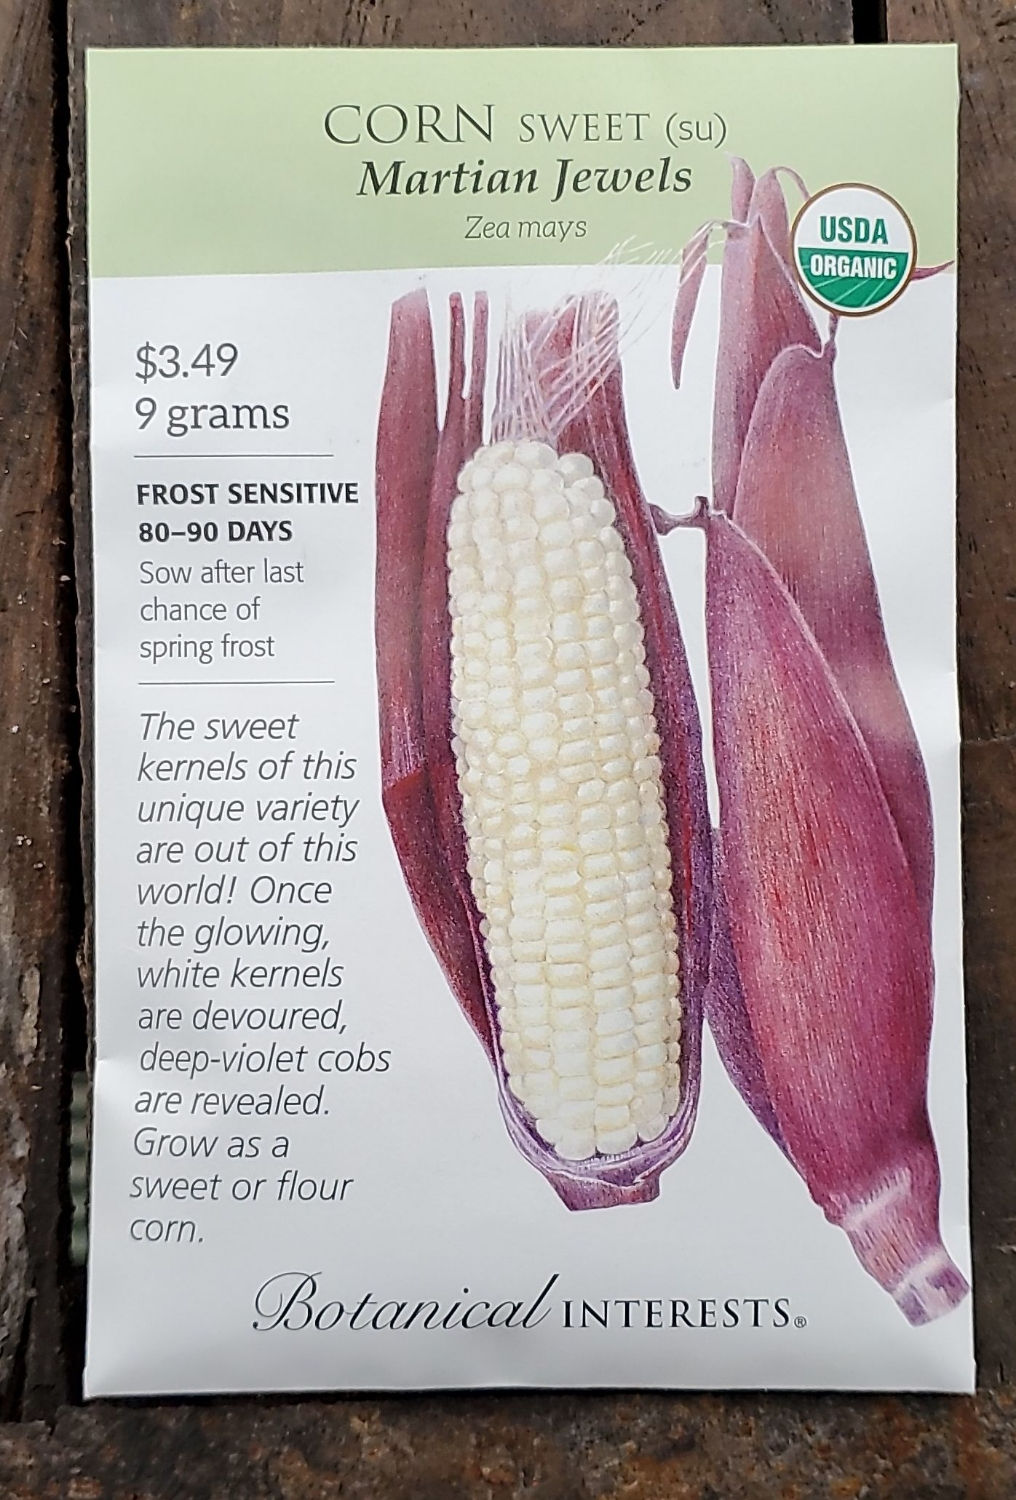 CORN SWEET (su)
Martian Jewels
Zea mays
USDA
ORGANIC
$3.49
9 grams
FROST SENSITIVE
80–90 DAYS
Sow after last
chance of
spring frost
The sweet
kernels of this
unique variety
are out of this
world! Once
the glowing,
white kernels
are devoured,
deep-violet cobs
are revealed.
Grow as a
sweet or flour
corn.
Botanical INTERESTS®